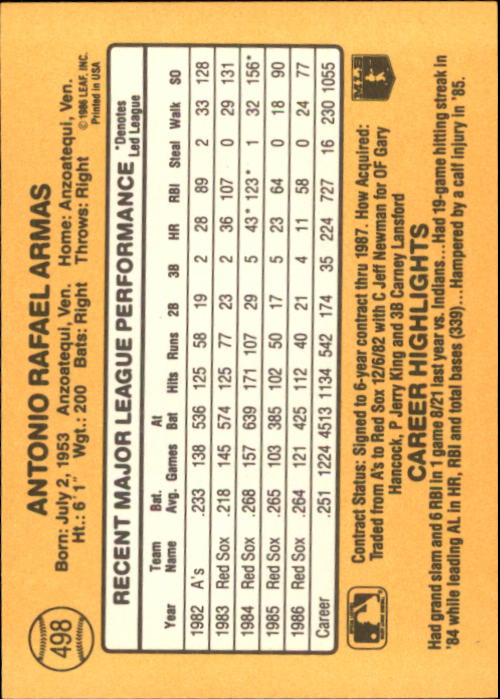 498
ANTONIO RAFAEL ARMAS
Born: July 2, 1953 Anzoatequi, Ven. Home: Anzoatequi, Ven.
Ht.: 6'1" Wgt.: 200 Bats: Right Throws: Right
© 1986 LEAF, INC.
Printed in USA
RECENT MAJOR LEAGUE PERFORMANCE
*Denotes
Led League
Year Team Name Bat. Avg. Games At Bat Hits Runs 2B 3B HR RBI Steal Walk SO
1982 A's .233 138 536 125 58 19 2 28 89 2 33 128
1983 Red Sox .218 145 574 125 77 23 2 36 107 0 29 131
1984 Red Sox .268 157 639 171 107 29 5 43* 123* 1 32 156*
1985 Red Sox .265 103 385 102 50 17 5 23 64 0 18 90
1986 Red Sox .264 121 425 112 40 21 4 11 58 0 24 77
Career .251 1224 4513 1134 542 174 35 224 727 16 230 1055
Contract Status: Signed to 6-year contract thru 1987. How Acquired:
Traded from A's to Red Sox 12/6/82 with C Jeff Newman for OF Gary
Hancock, P Jerry King and 3B Carney Lansford
MLB
CAREER HIGHLIGHTS
Had grand slam and 6 RBI in 1 game 8/21 last year vs. Indians...Had 19-game hitting streak in
'84 while leading AL in HR, RBI and total bases (339)...Hampered by a calf injury in '85.